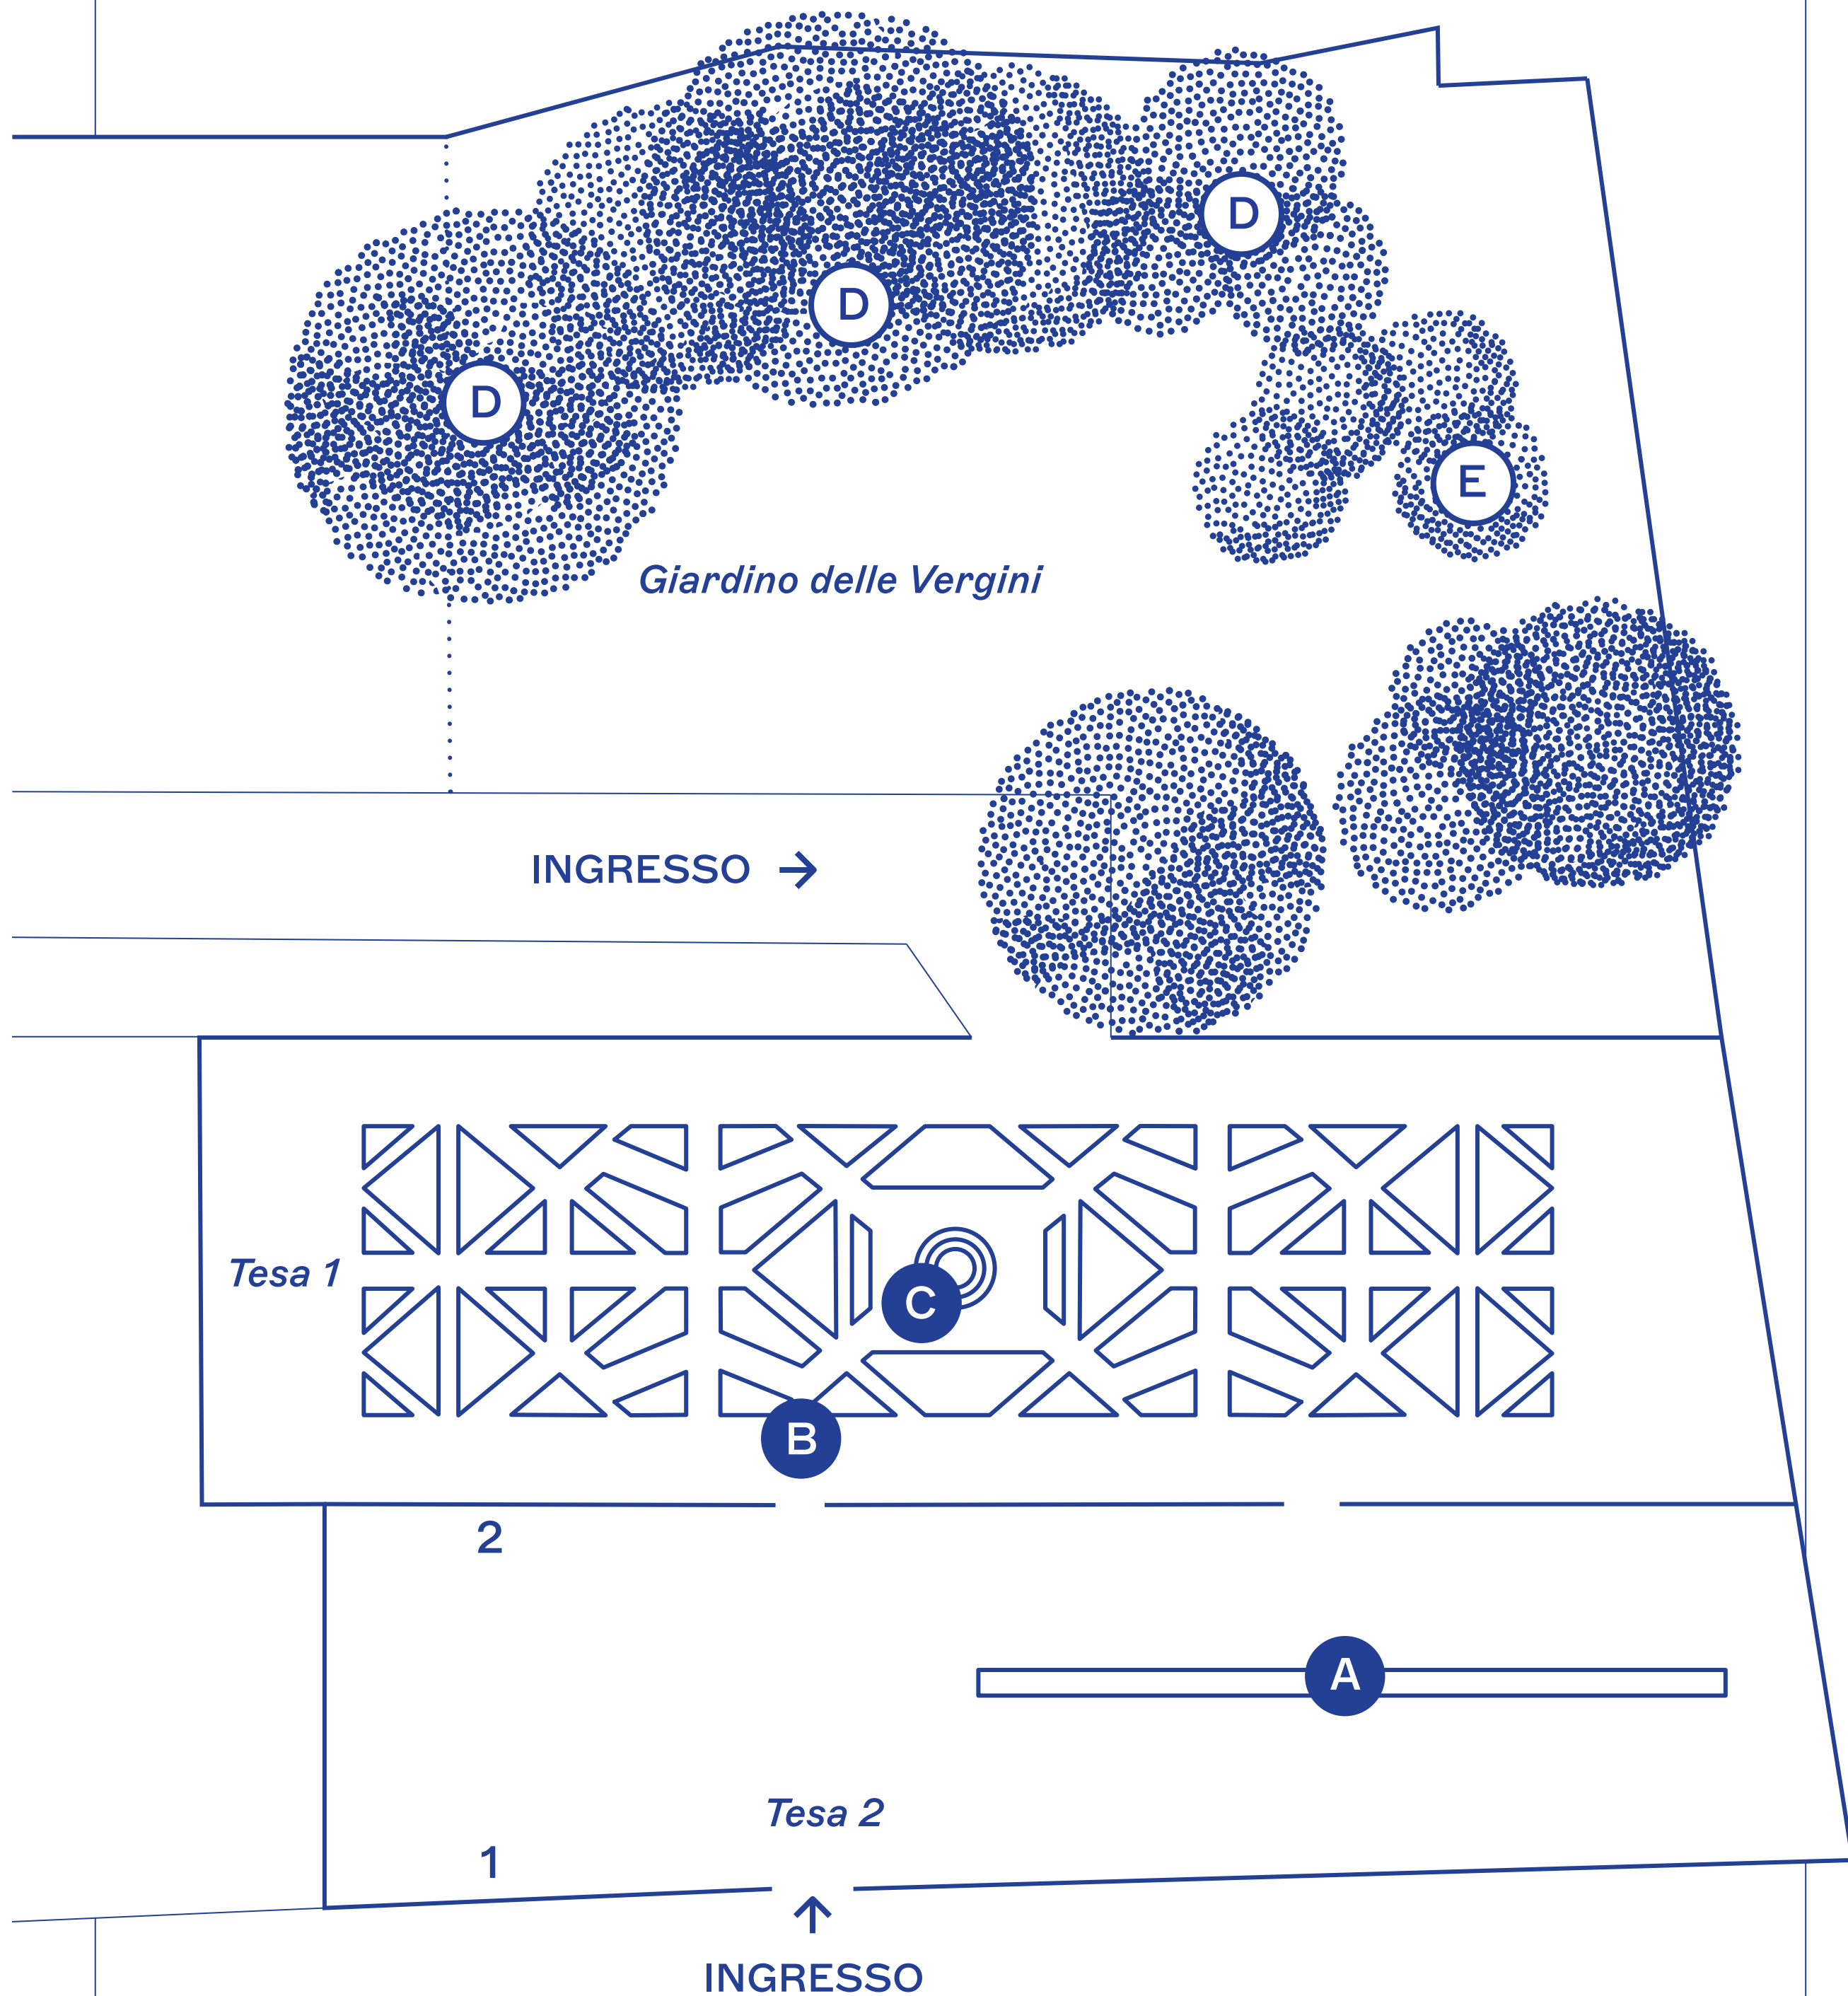 D
D
D
E
Giardino delle Vergini
INGRESSO →
Tesa 1
C
B
2
A
Tesa 2
1
↑
INGRESSO